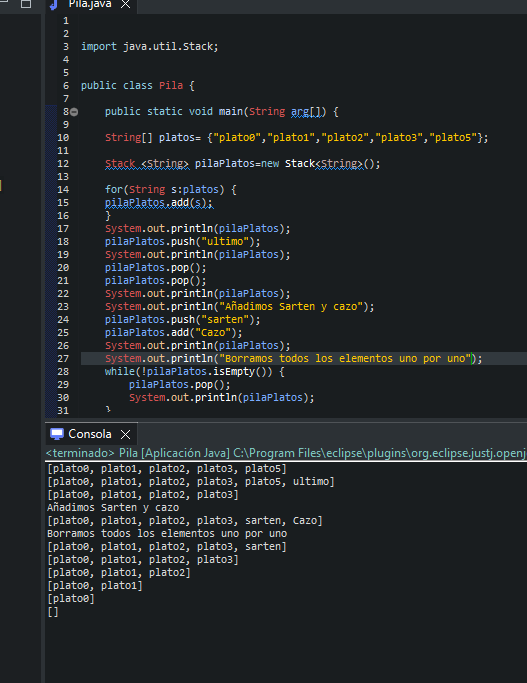 Pila.java
1
2
3 import java.util.Stack;
4
5
6 public class Pila {
7
8 public static void main(String arg[]) {
9
10 String[] platos= {"plato0","plato1","plato2","plato3","plato5"};
11
12 Stack <String> pilaPlatos=new Stack<String>();
13
14 for(String s:platos) {
15 pilaPlatos.add(s);
16 }
17 System.out.println(pilaPlatos);
18 pilaPlatos.push("ultimo");
19 System.out.println(pilaPlatos);
20 pilaPlatos.pop();
21 pilaPlatos.pop();
22 System.out.println(pilaPlatos);
23 System.out.println("Añadimos Sarten y cazo");
24 pilaPlatos.push("sarten");
25 pilaPlatos.add("Cazo");
26 System.out.println(pilaPlatos);
27 System.out.println("Borramos todos los elementos uno por uno");
28 while(!pilaPlatos.isEmpty()) {
29 pilaPlatos.pop();
30 System.out.println(pilaPlatos);
31 }
Consola
<terminado> Pila [Aplicación Java] C:\Program Files\eclipse\plugins\org.eclipse.justj.openj
[plato0, plato1, plato2, plato3, plato5]
[plato0, plato1, plato2, plato3, plato5, ultimo]
[plato0, plato1, plato2, plato3]
Añadimos Sarten y cazo
[plato0, plato1, plato2, plato3, sarten, Cazo]
Borramos todos los elementos uno por uno
[plato0, plato1, plato2, plato3, sarten]
[plato0, plato1, plato2, plato3]
[plato0, plato1, plato2]
[plato0, plato1]
[plato0]
[]